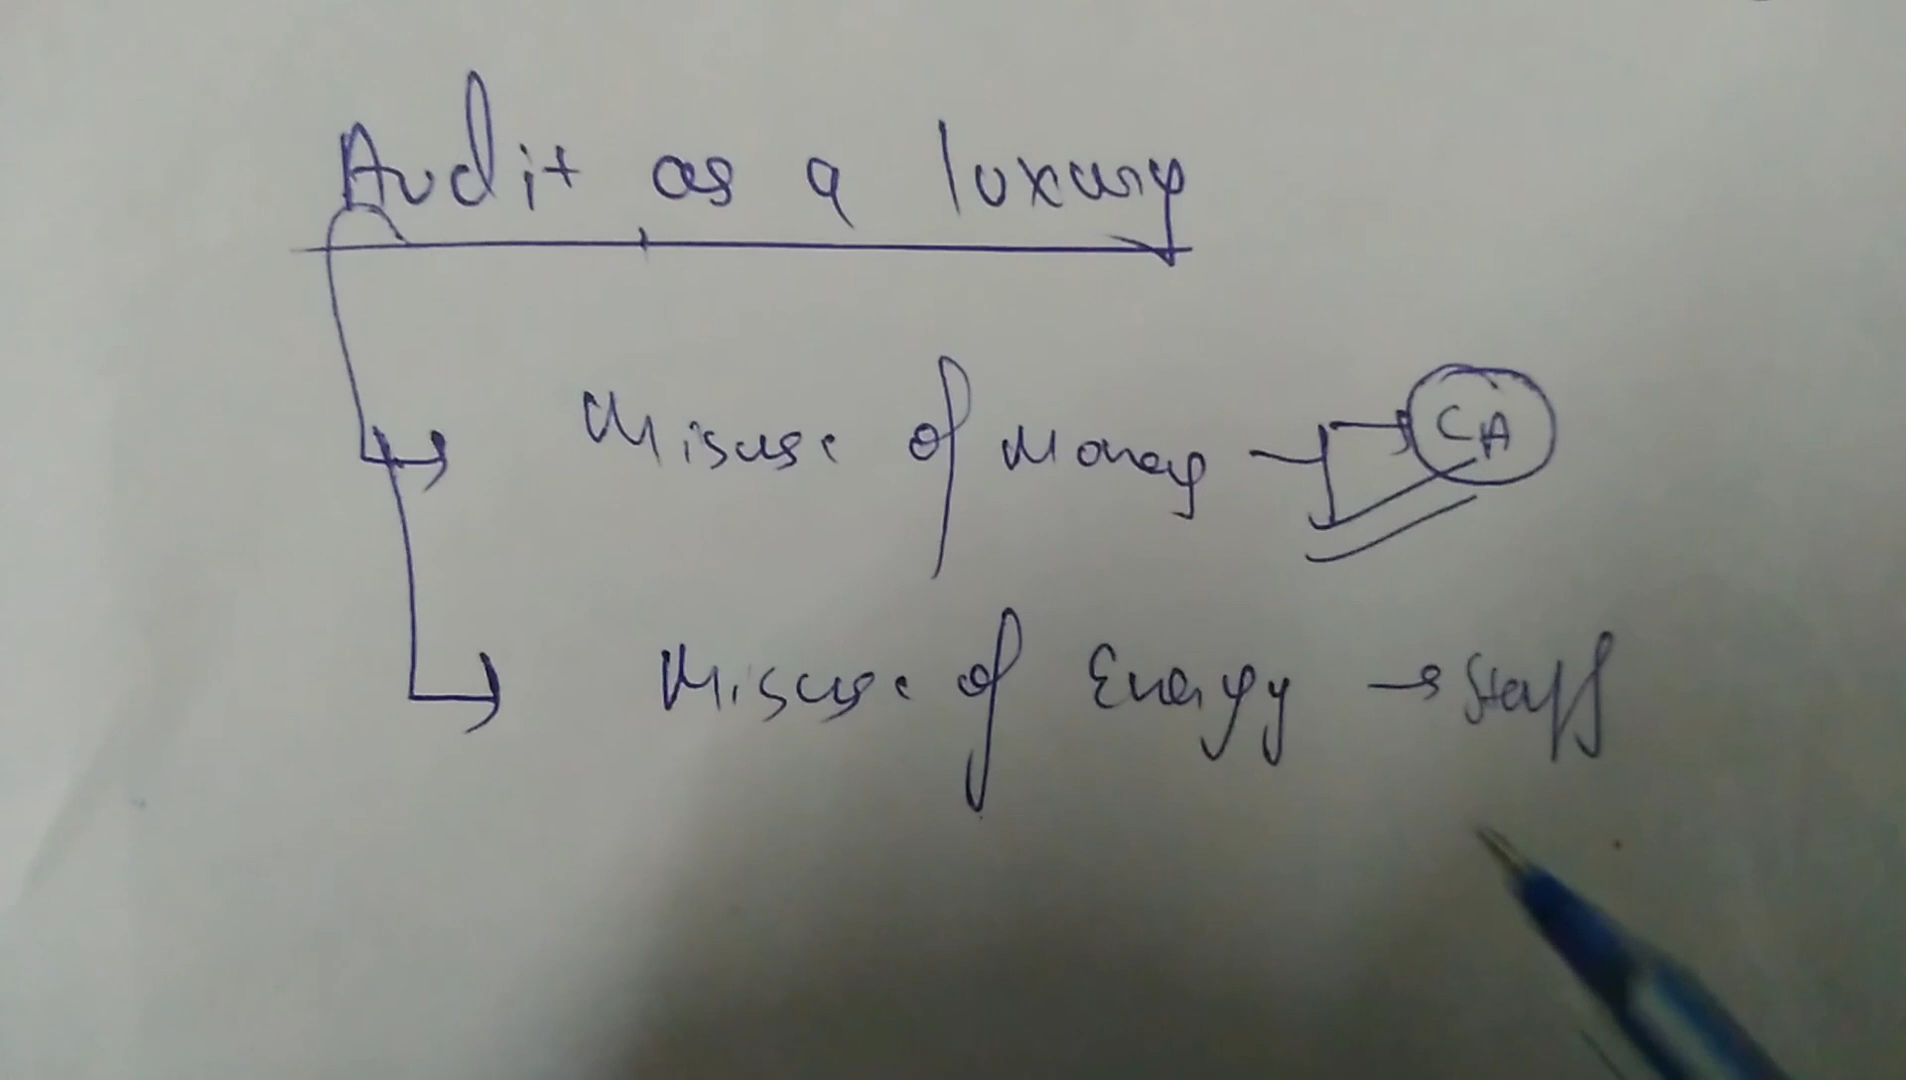 Audit as a luxury
Misuse of Money → CA
Misuse of Energy → Staff